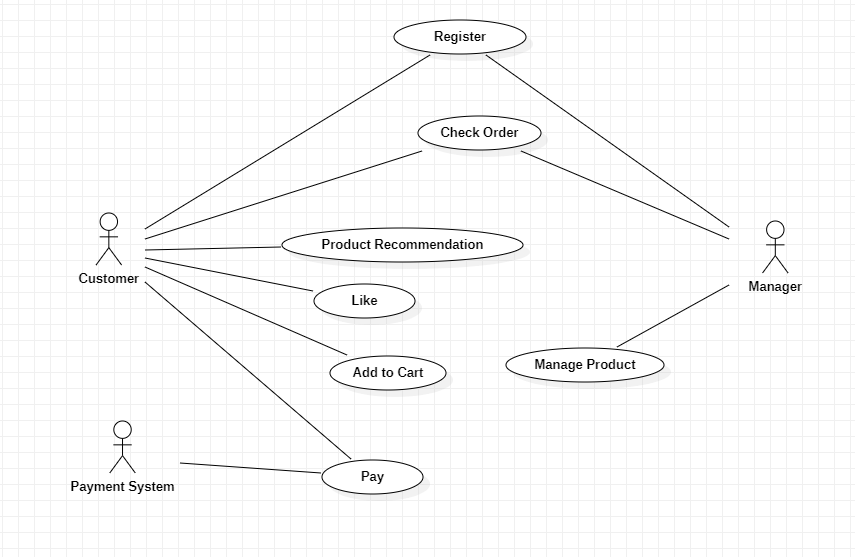 Register
Check Order
Product Recommendation
Customer
Manager
Like
Manage Product
Add to Cart
Pay
Payment System